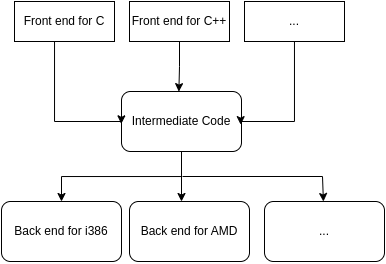 Front end for C
Front end for C++
...
Intermediate Code
Back end for i386
Back end for AMD
...